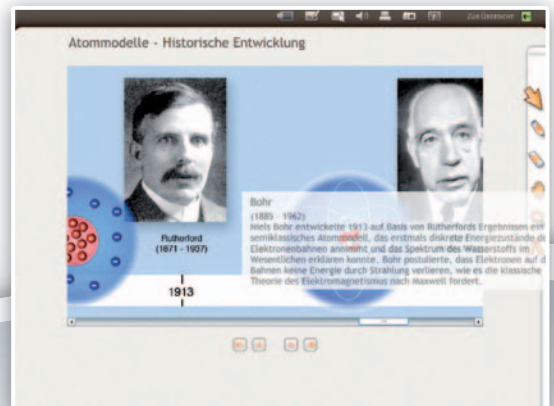 ZUR ÜBERSICHT
Atommodelle - Historische Entwicklung
Rutherford
(1871 - 1937)
1913
Bohr
(1885 - 1962)
Niels Bohr entwickelte 1913 auf Basis von Rutherfords Ergebnissen ein
semiklassisches Atommodell, das erstmals diskrete Energiezustände de
Elektronenbahnen annimmt und das Spektrum des Wasserstoffs im
Wesentlichen erklären konnte. Bohr postulierte, dass Elektronen auf d
Bahnen keine Energie durch Strahlung verlieren, wie es die klassische
Theorie des Elektromagnetismus nach Maxwell fordert.